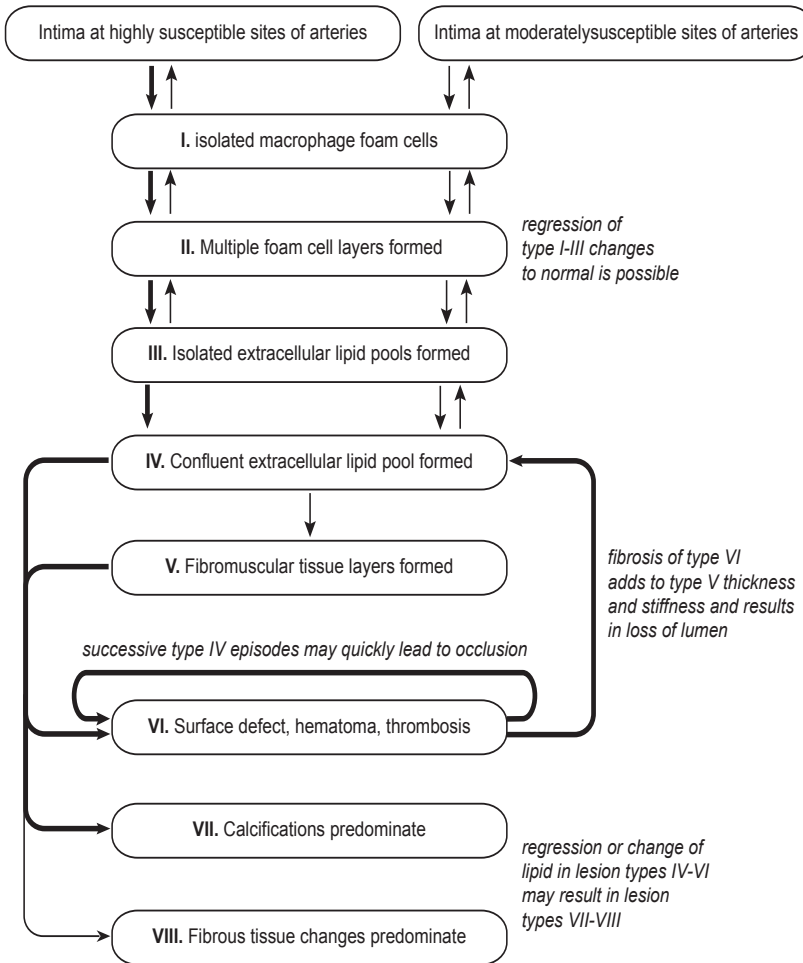 Intima at highly susceptible sites of arteries
Intima at moderatelysusceptible sites of arteries
I. isolated macrophage foam cells
II. Multiple foam cell layers formed
regression of
type I-III changes
to normal is possible
III. Isolated extracellular lipid pools formed
IV. Confluent extracellular lipid pool formed
V. Fibromuscular tissue layers formed
fibrosis of type VI
adds to type V thickness
and stiffness and results
in loss of lumen
successive type IV episodes may quickly lead to occlusion
VI. Surface defect, hematoma, thrombosis
VII. Calcifications predominate
regression or change of
lipid in lesion types IV-VI
may result in lesion
types VII-VIII
VIII. Fibrous tissue changes predominate